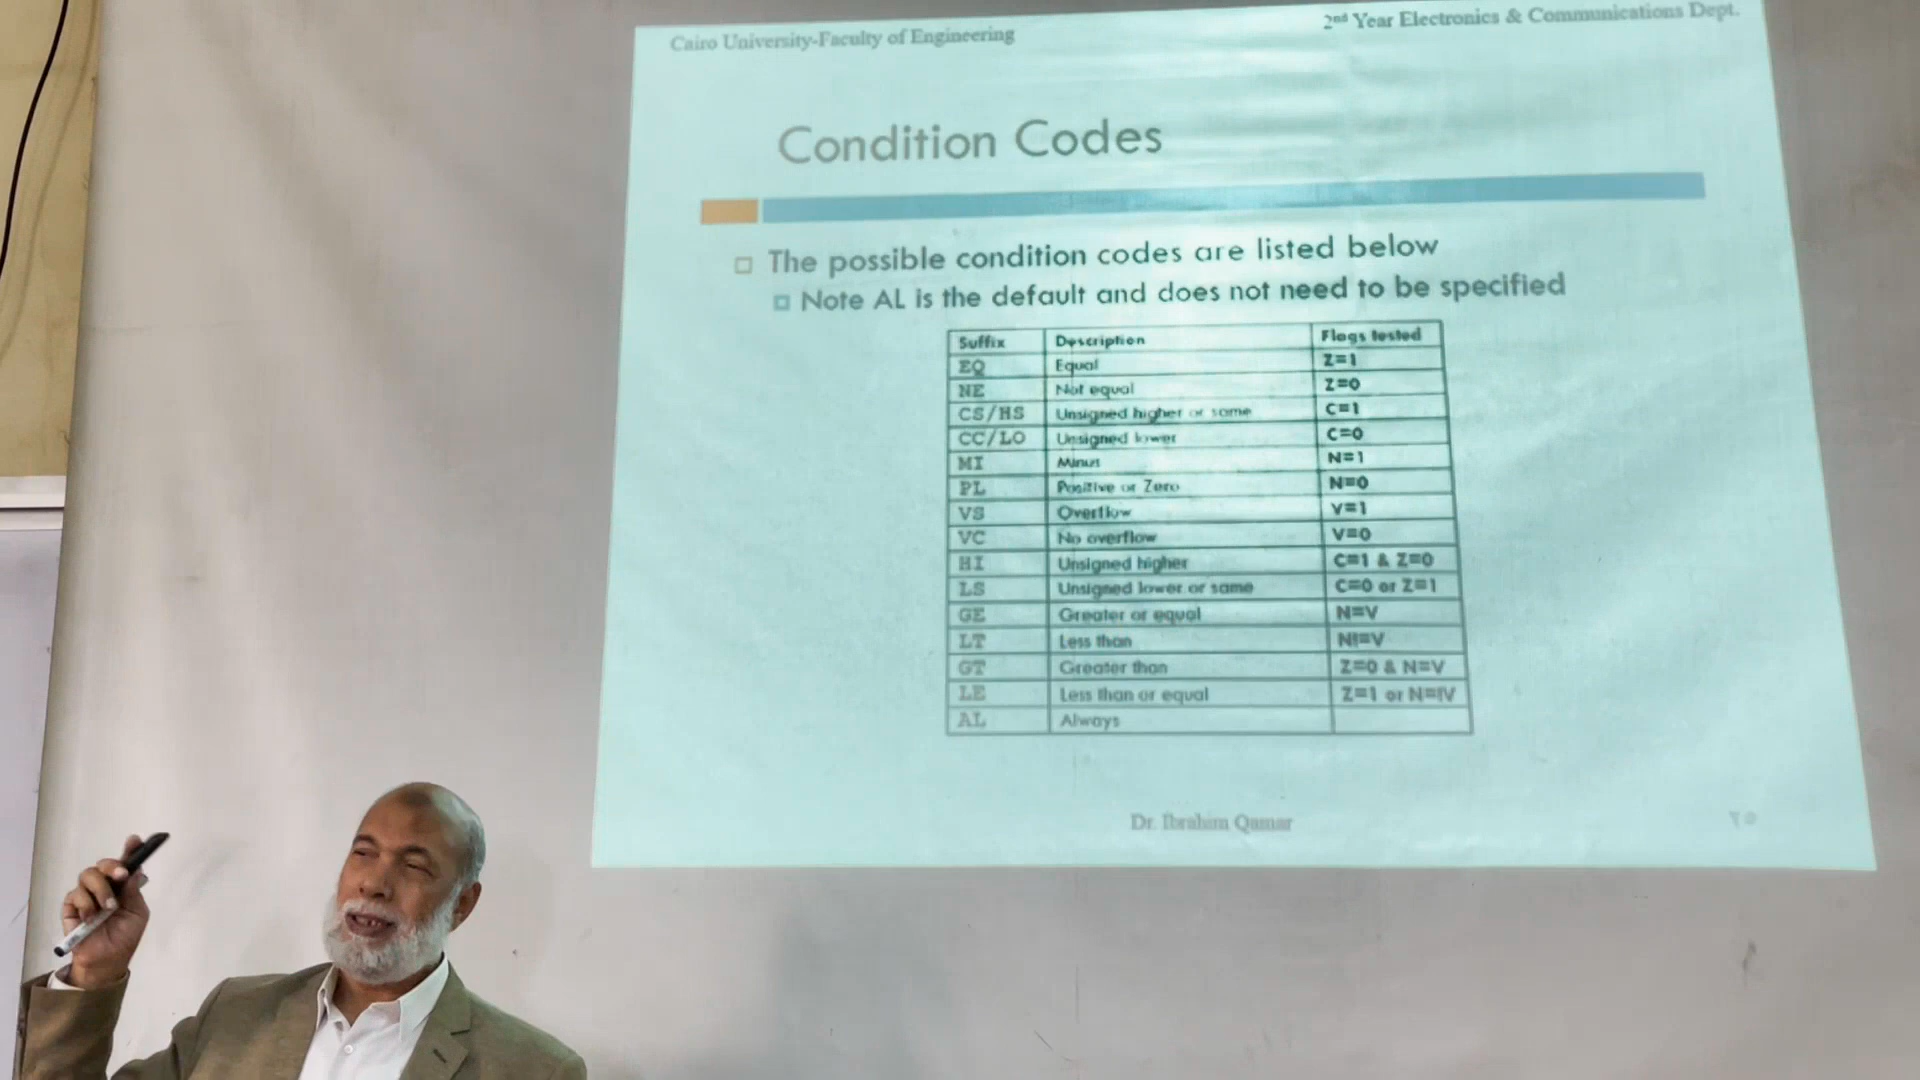 Cairo University-Faculty of Engineering
2nd Year Electronics & Communications Dept.
Condition Codes
The possible condition codes are listed below
Note AL is the default and does not need to be specified
Suffix Description Flags tested
EQ Equal Z=1
NE Not equal Z=0
CS/HS Unsigned higher or same C=1
CC/LO Unsigned lower C=0
MI Minus N=1
PL Positive or Zero N=0
VS Overflow V=1
VC No overflow V=0
HI Unsigned higher C=1 & Z=0
LS Unsigned lower or same C=0 or Z=1
GE Greater or equal N=V
LT Less than N!=V
GT Greater than Z=0 & N=V
LE Less than or equal Z=1 or N=!V
AL Always
Dr. Ibrahim Qamar